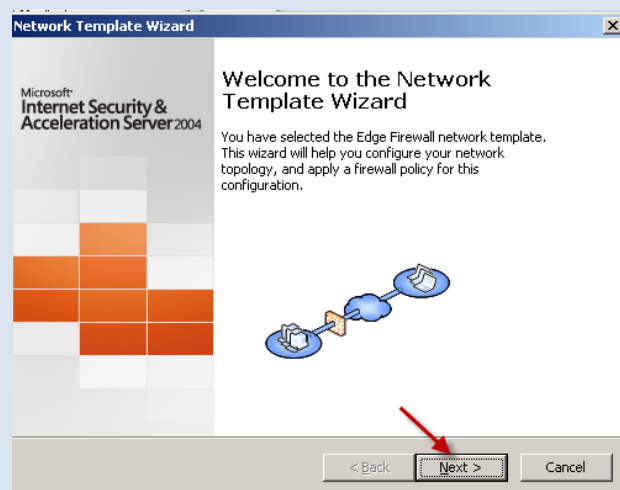 Network Template Wizard
Microsoft
Internet Security &
Acceleration Server 2004
Welcome to the Network
Template Wizard
You have selected the Edge Firewall network template.
This wizard will help you configure your network
topology, and apply a firewall policy for this
configuration.
< Back
Next >
Cancel